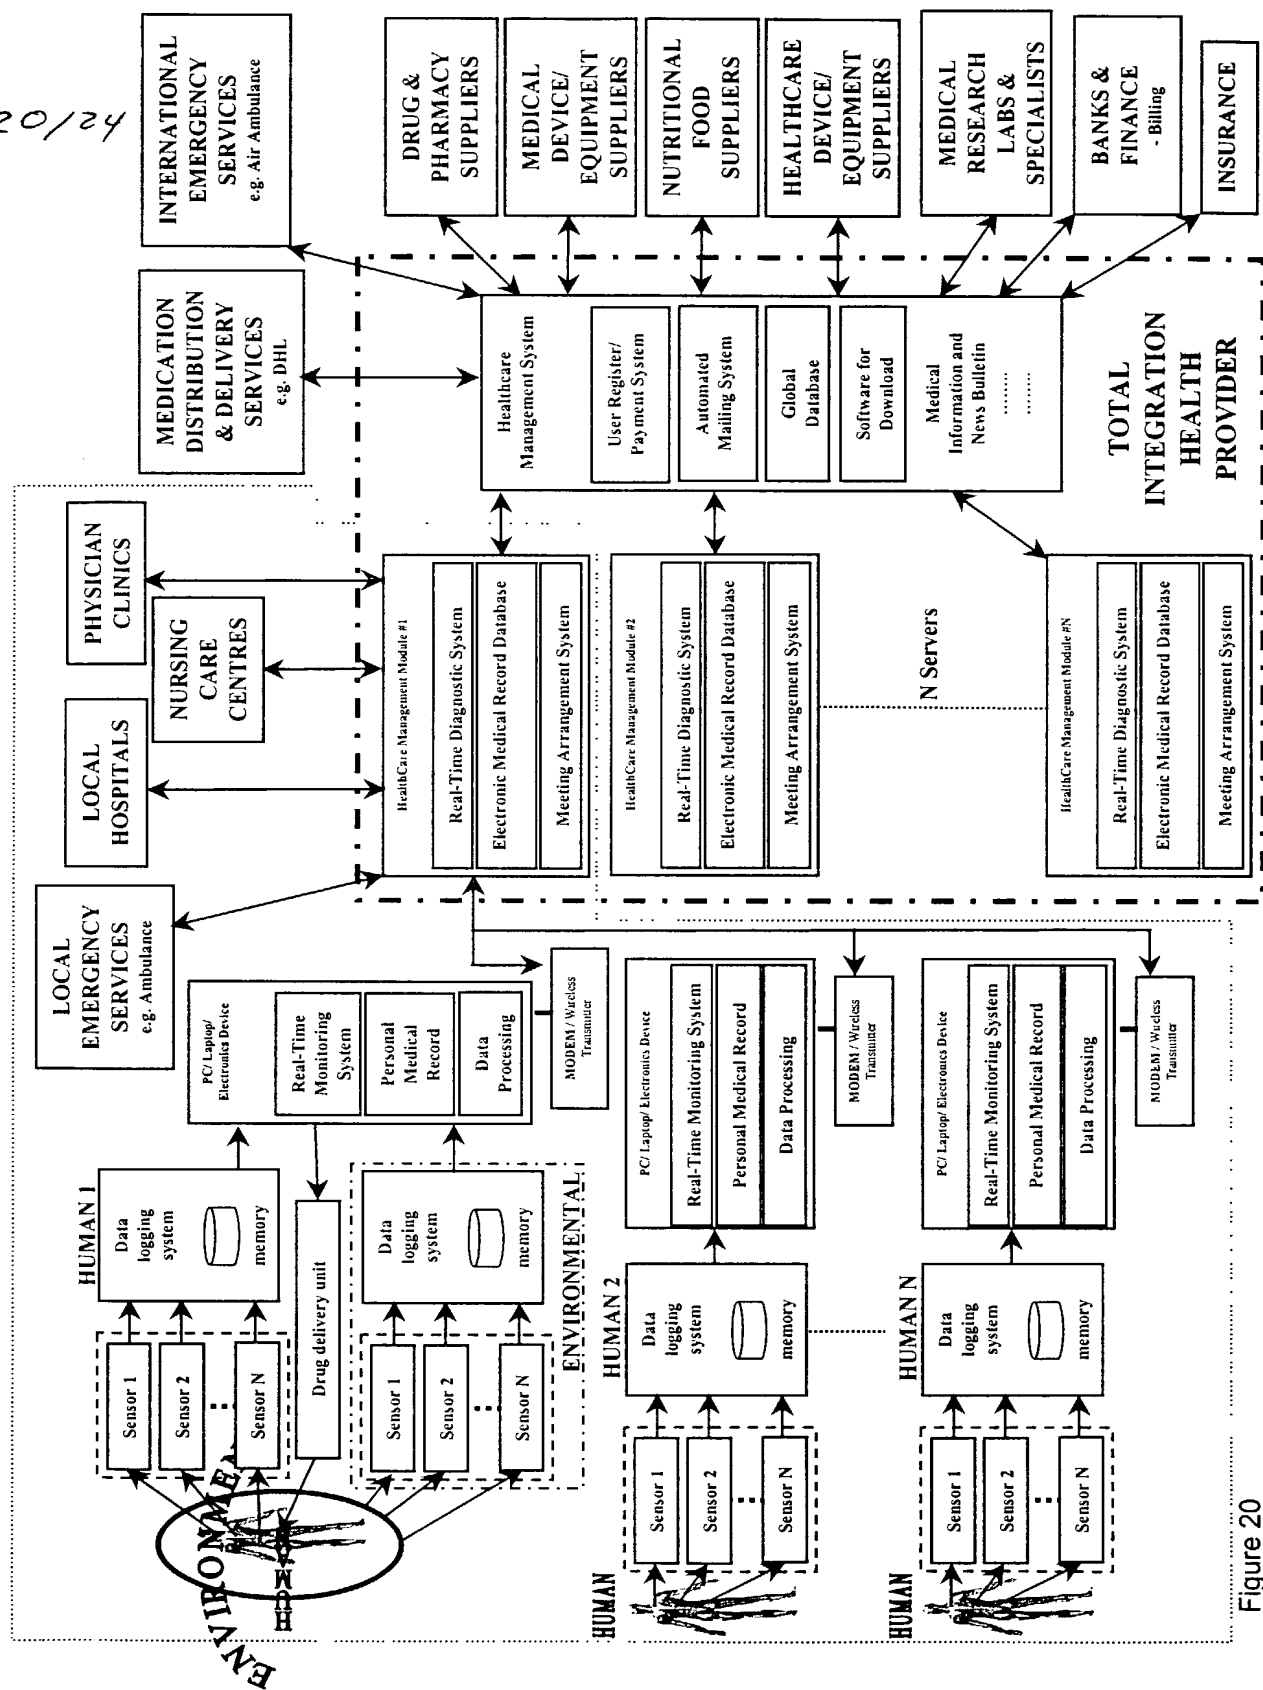 20/24
INTERNATIONAL
EMERGENCY
SERVICES
e.g. Air Ambulance
MEDICATION
DISTRIBUTION
& DELIVERY
SERVICES
e.g. DHL
PHYSICIAN
CLINICS
NURSING
CARE
CENTRES
LOCAL
HOSPITALS
LOCAL
EMERGENCY
SERVICES
e.g. Ambulance
DRUG &
PHARMACY
SUPPLIERS
MEDICAL
DEVICE/
EQUIPMENT
SUPPLIERS
NUTRITIONAL
FOOD
SUPPLIERS
HEALTHCARE
DEVICE/
EQUIPMENT
SUPPLIERS
MEDICAL
RESEARCH
LABS &
SPECIALISTS
BANKS &
FINANCE
- Billing
INSURANCE
Healthcare
Management System
User Register/
Payment System
Automated
Mailing System
Global
Database
Software for
Download
Medical
Information and
News Bulletin
........
........
TOTAL
INTEGRATION
HEALTH
PROVIDER
HealthCare Management Module #1
Real-Time Diagnostic System
Electronic Medical Record Database
Meeting Arrangement System
HealthCare Management Module #2
Real-Time Diagnostic System
Electronic Medical Record Database
Meeting Arrangement System
N Servers
HealthCare Management Module #N
Real-Time Diagnostic System
Electronic Medical Record Database
Meeting Arrangement System
PC/ Laptop/
Electronics Device
Real-Time
Monitoring
System
Personal
Medical
Record
Data
Processing
MODEM / Wireless
Transmitter
PC/ Laptop/ Electronics Device
Real-Time Monitoring System
Personal Medical Record
Data Processing
MODEM / Wireless
Transmitter
PC/ Laptop/ Electronics Device
Real-Time Monitoring System
Personal Medical Record
Data Processing
MODEM / Wireless
Transmitter
HUMAN 1
Data
logging
system
memory
Sensor 1
Sensor 2
Sensor N
Drug delivery unit
ENVIRONMENTAL
Data
logging
system
memory
Sensor 1
Sensor 2
Sensor N
HUMAN
HUMAN 2
Data
logging
system
memory
Sensor 1
Sensor 2
Sensor N
HUMAN
HUMAN N
Data
logging
system
memory
Sensor 1
Sensor 2
Sensor N
HUMAN
Figure 20